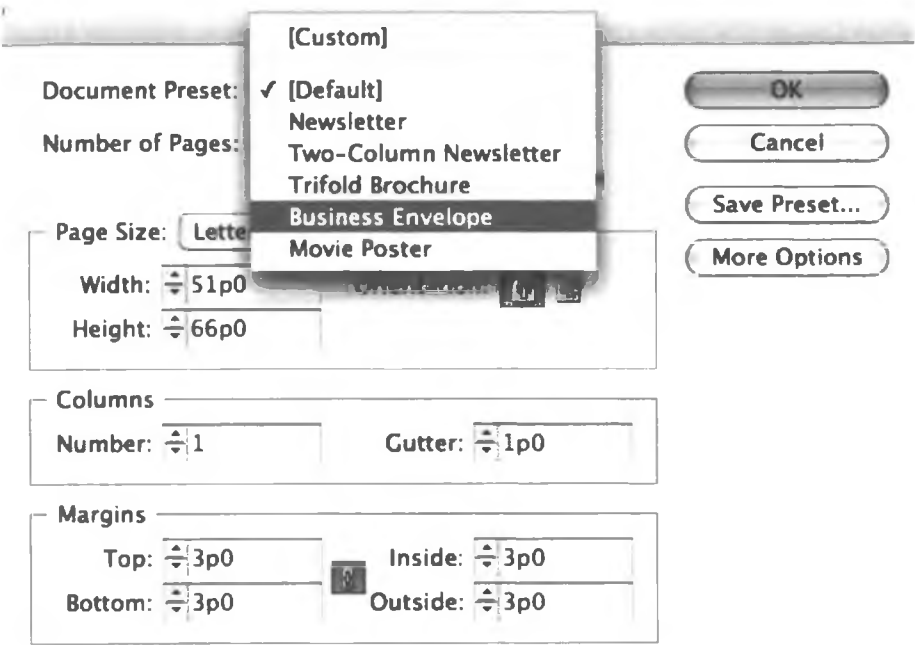 [Custom]
Document Preset: ✓ [Default]
Newsletter
Number of Pages: Two-Column Newsletter
Trifold Brochure
Business Envelope
Movie Poster
OK
Cancel
Save Preset...
More Options
Page Size: Lette
Width: 51p0
Height: 66p0
Columns
Number: 1 Gutter: 1p0
Margins
Top: 3p0 Inside: 3p0
Bottom: 3p0 Outside: 3p0